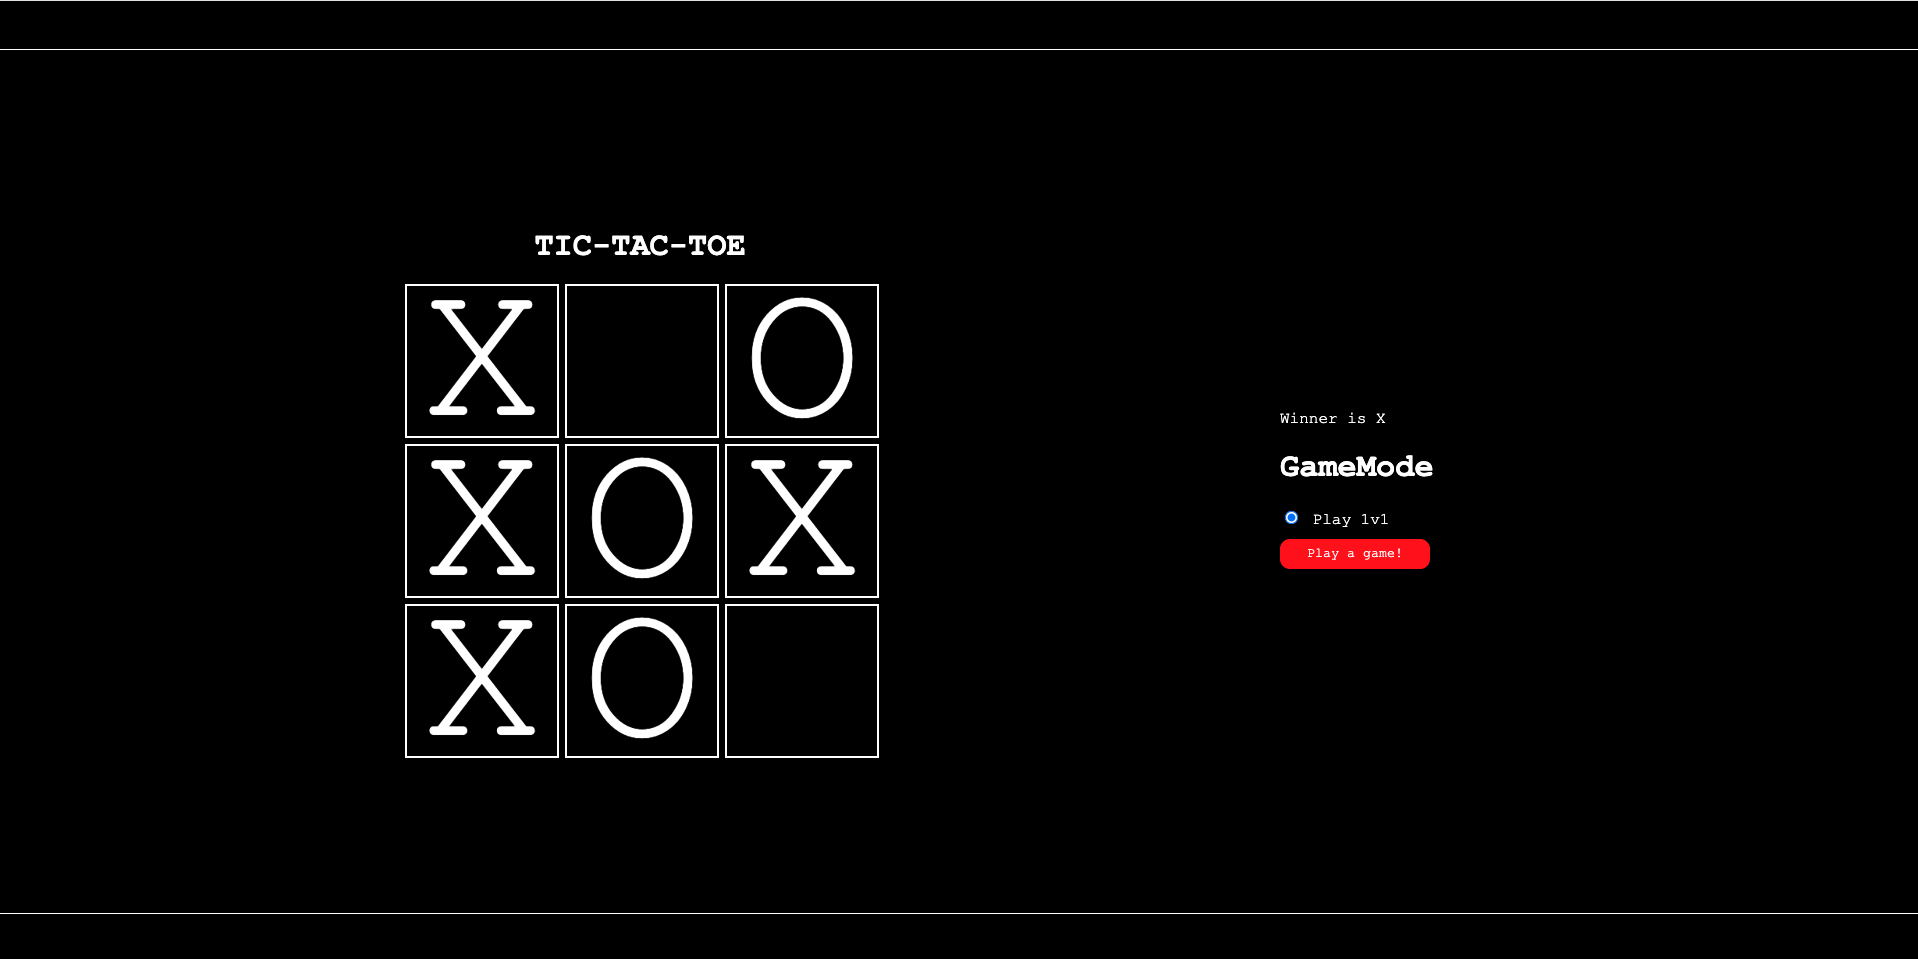 TIC-TAC-TOE
X O
X O X
X O
Winner is X
GameMode
Play 1v1
Play a game!